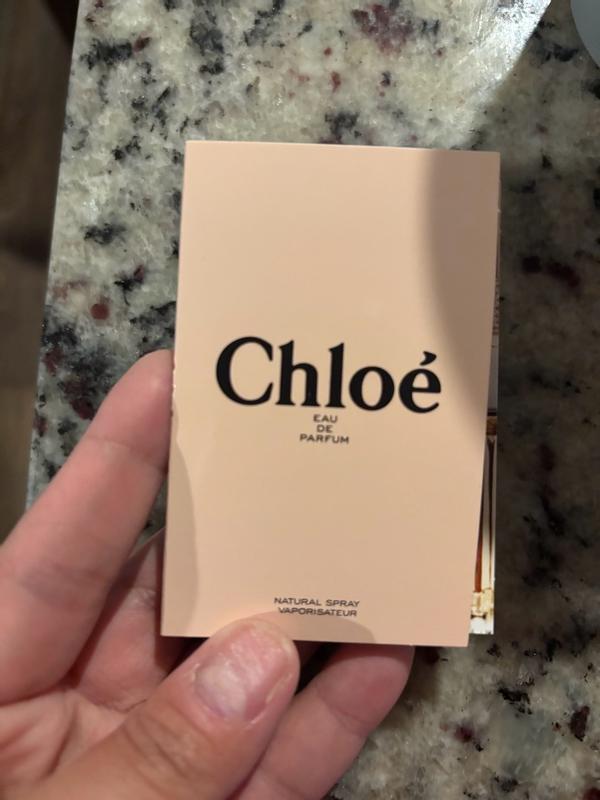 Chloé
EAU
DE
PARFUM
NATURAL SPRAY
VAPORISATEUR